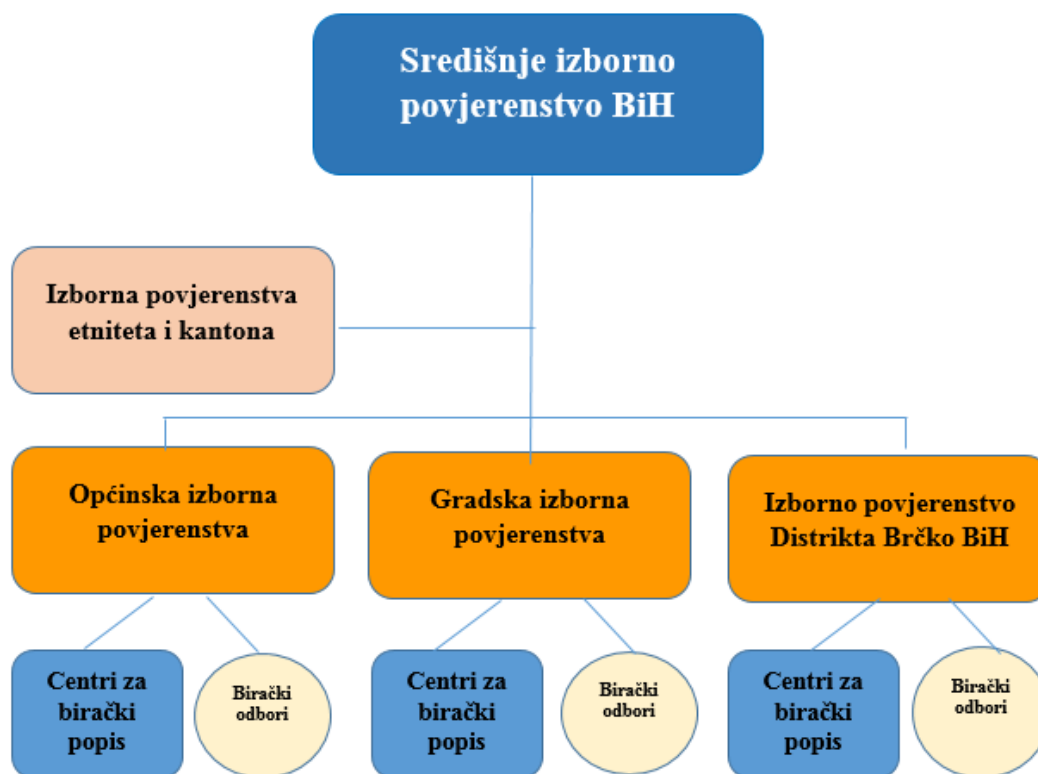 Središnje izborno
povjerenstvo BiH
Izborna povjerenstva
etniteta i kantona
Općinska izborna
povjerenstva
Gradska izborna
povjerenstva
Izborno povjerenstvo
Distrikta Brčko BiH
Centri za
birački
popis
Birački
odbori
Centri za
birački
popis
Birački
odbori
Centri za
birački
popis
Birački
odbori